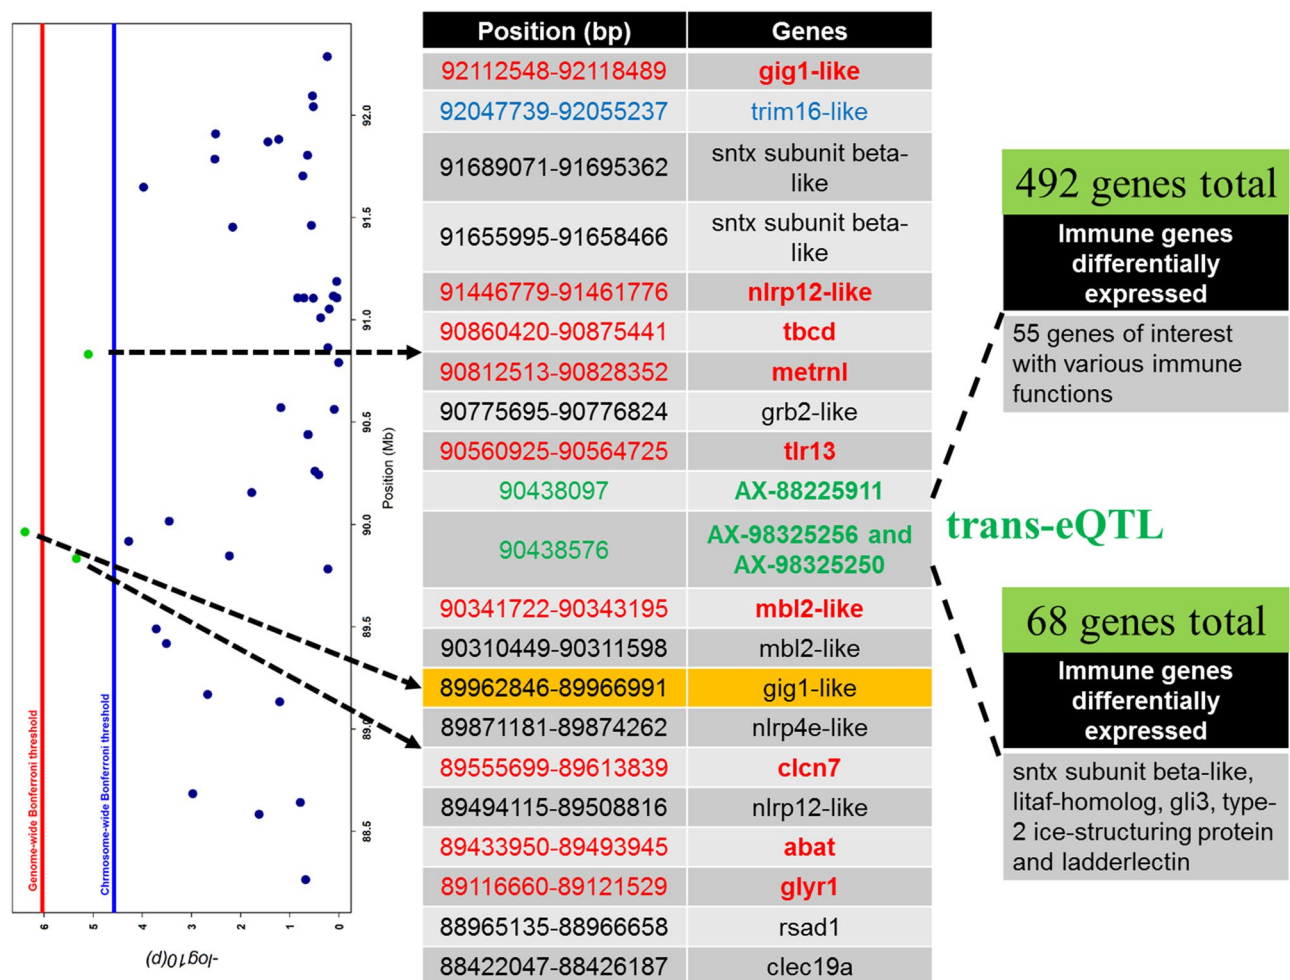 Genome-wide Bonferroni threshold
Chrmosome-wide Bonferroni threshold
6
5
4
3
2
1
0
-log10(p)
92.0
91.5
91.0
90.5
90.0
89.5
89.0
88.5
Position (Mb)
Position (bp) Genes
92112548-92118489 gig1-like
92047739-92055237 trim16-like
91689071-91695362 sntx subunit beta-
like
91655995-91658466 sntx subunit beta-
like
91446779-91461776 nlrp12-like
90860420-90875441 tbcd
90812513-90828352 metrnl
90775695-90776824 grb2-like
90560925-90564725 tlr13
90438097 AX-88225911
90438576 AX-98325256 and
AX-98325250
90341722-90343195 mbl2-like
90310449-90311598 mbl2-like
89962846-89966991 gig1-like
89871181-89874262 nlrp4e-like
89555699-89613839 clcn7
89494115-89508816 nlrp12-like
89433950-89493945 abat
89116660-89121529 glyr1
88965135-88966658 rsad1
88422047-88426187 clec19a
492 genes total
Immune genes
differentially
expressed
55 genes of interest
with various immune
functions
trans-eQTL
68 genes total
Immune genes
differentially
expressed
sntx subunit beta-like,
litaf-homolog, gli3, type-
2 ice-structuring protein
and ladderlectin